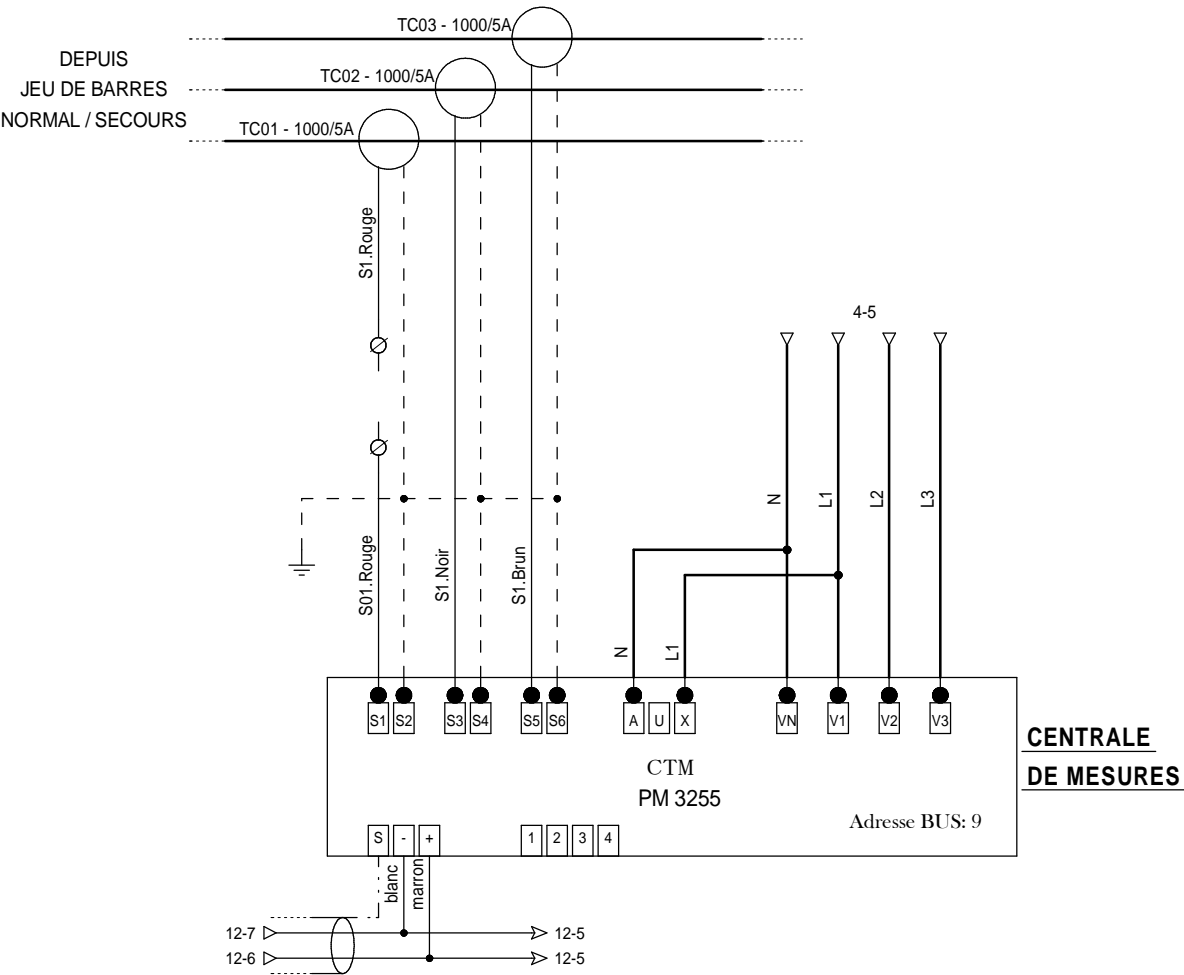 TC03 - 1000/5A
DEPUIS
JEU DE BARRES
NORMAL / SECOURS
TC02 - 1000/5A
TC01 - 1000/5A
S1.Rouge
4-5
N
L1
L2
L3
S01.Rouge
S1.Noir
S1.Brun
N
L1
S1 S2 S3 S4 S5 S6 A U X VN V1 V2 V3
CENTRALE
DE MESURES
CTM
PM 3255
Adresse BUS: 9
S - + 1 2 3 4
blanc
marron
12-7 12-5
12-6 12-5